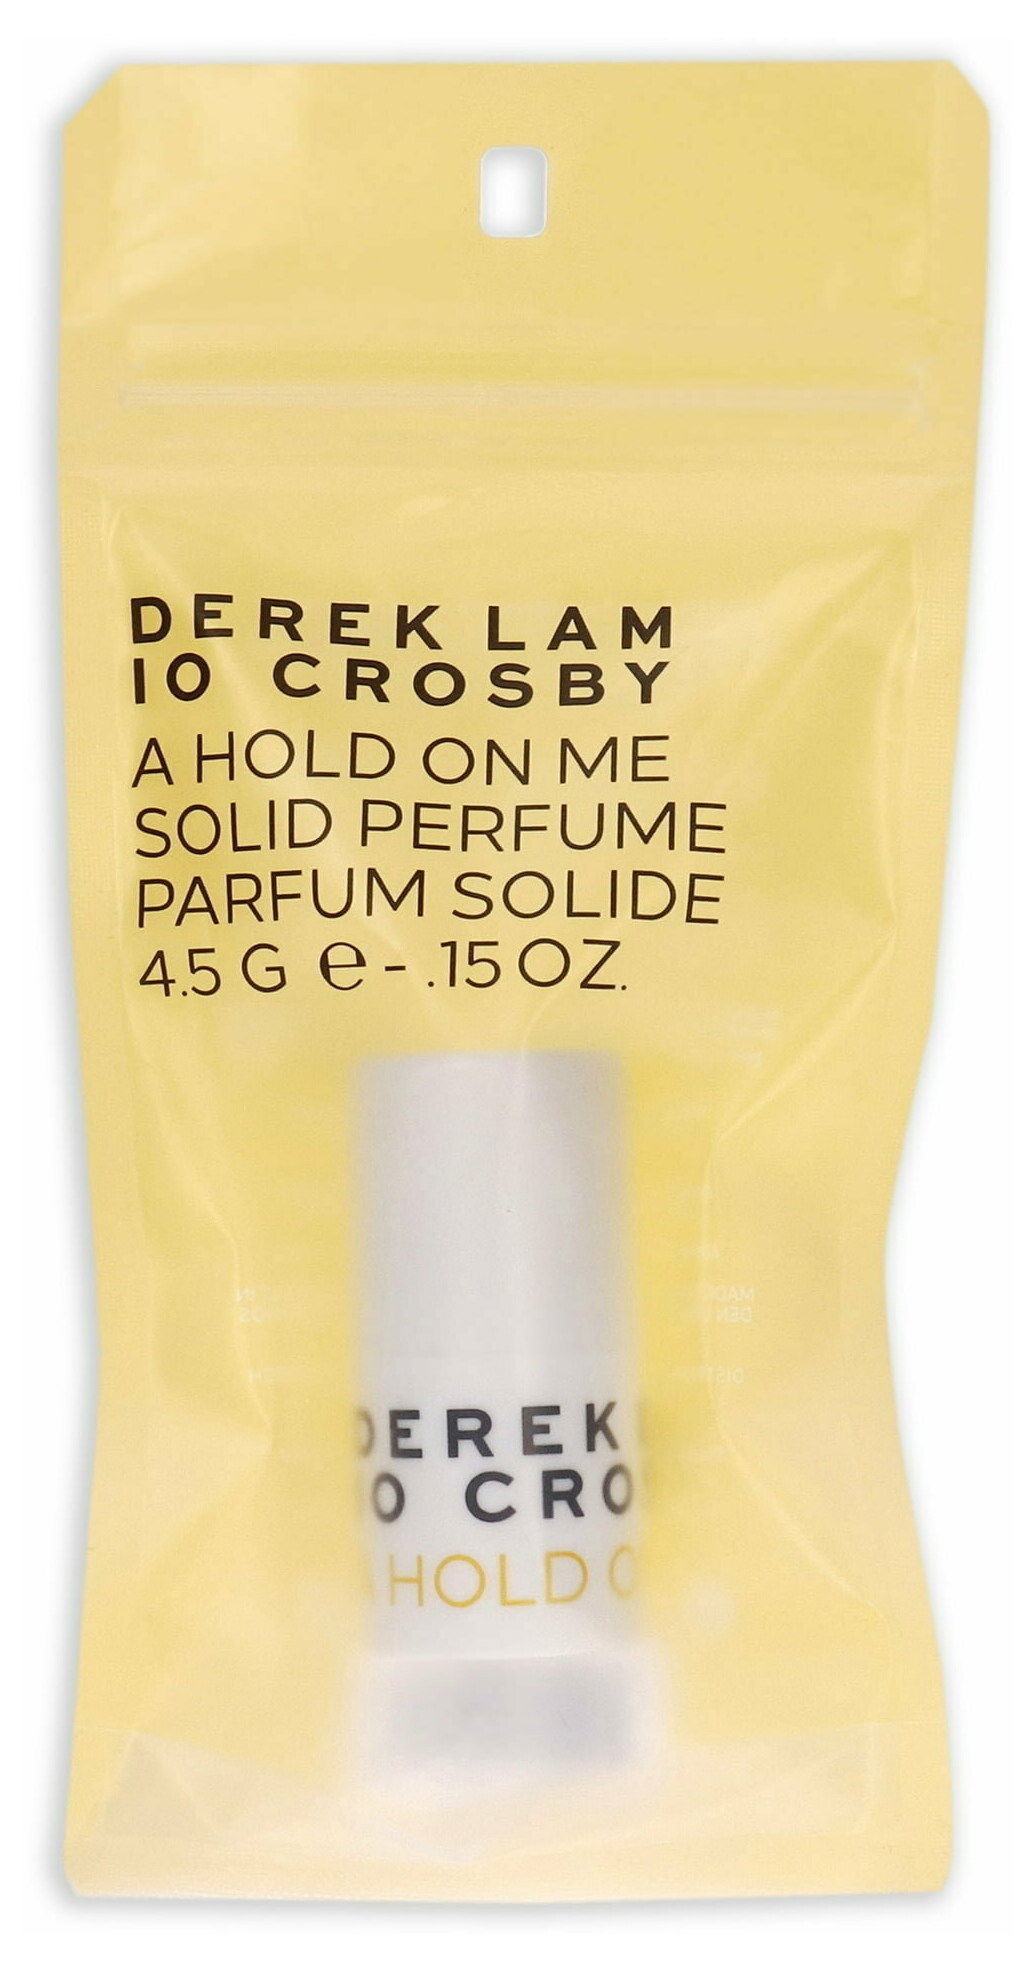 DEREK LAM
10 CROSBY
A HOLD ON ME
SOLID PERFUME
PARFUM SOLIDE
4.5 G e - .15 OZ.
DEREK
10 CRO
HOLD O